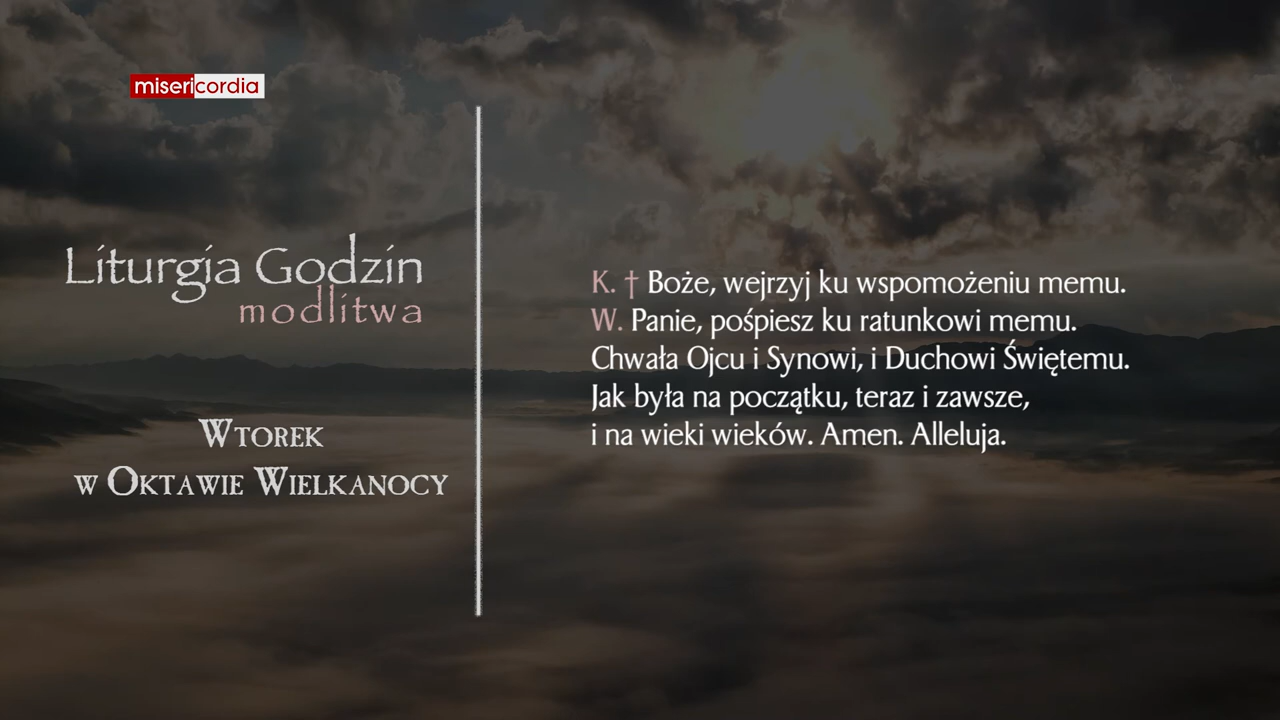 misericordia
Liturgia Godzin
modlitwa
Wtorek
w Oktawie Wielkanocy
K. † Boże, wejrzyj ku wspomożeniu memu.
W. Panie, pośpiesz ku ratunkowi memu.
Chwała Ojcu i Synowi, i Duchowi Świętemu.
Jak była na początku, teraz i zawsze,
i na wieki wieków. Amen. Alleluja.